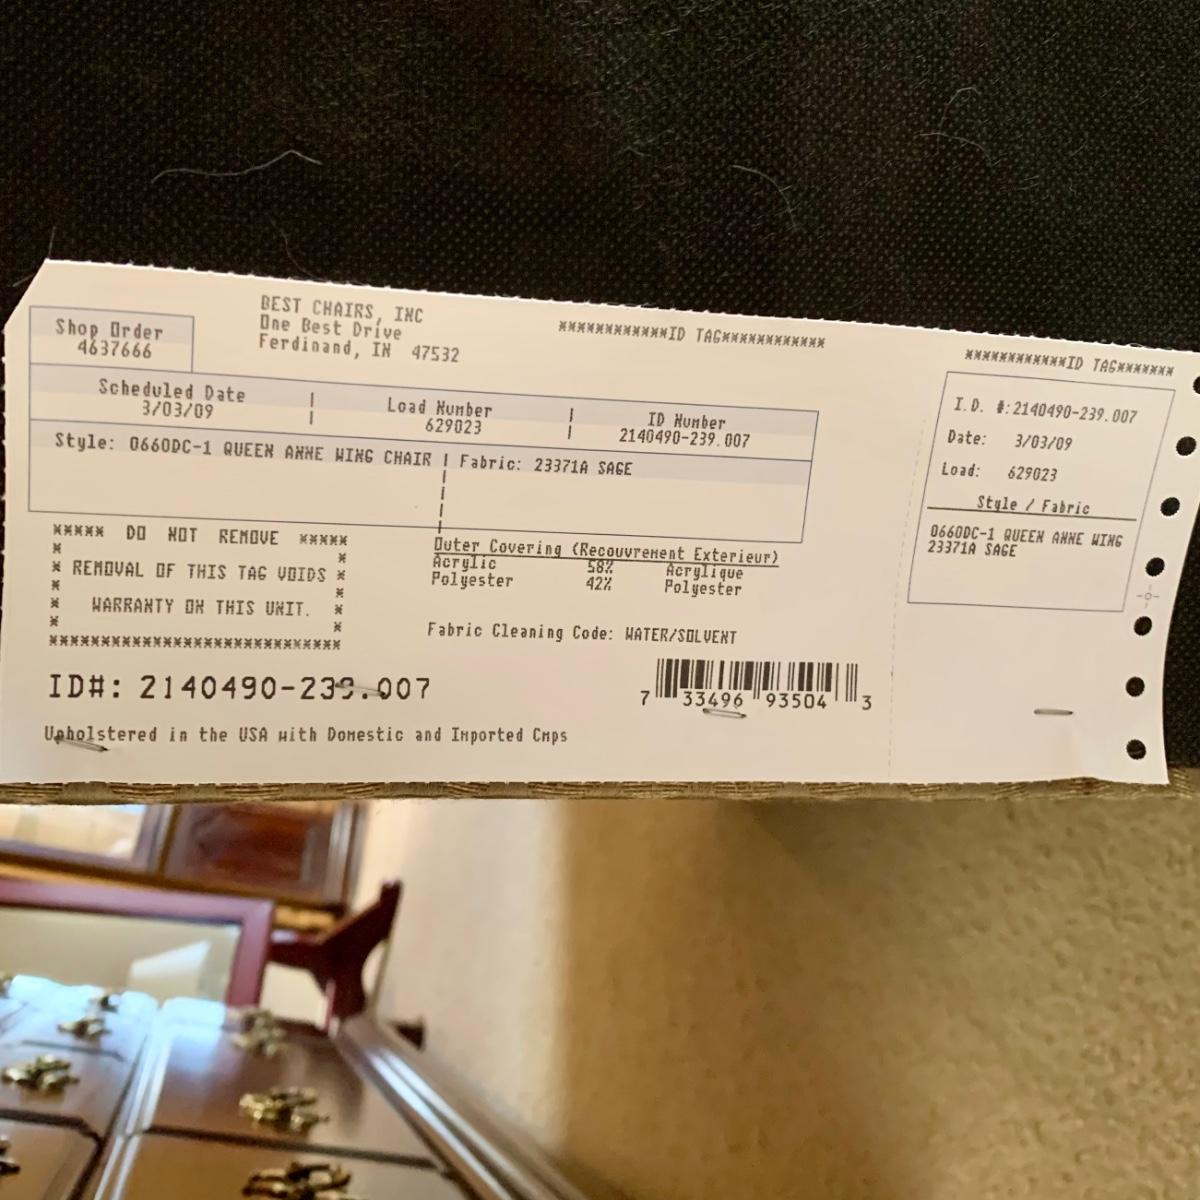 BEST CHAIRS, INC
One Best Drive
Ferdinand, IN 47532
Shop Order
4637666
************ID TAG************
Scheduled Date
3/03/09
Load Number
629023
ID Number
2140490-239.007
Style: 0660DC-1 QUEEN ANNE WING CHAIR | Fabric: 23371A SAGE
***** DO NOT REMOVE *****
* REMOVAL OF THIS TAG VOIDS *
* WARRANTY ON THIS UNIT. *
****************************
Outer Covering (Recouvrement Exterieur)
Acrylic 58% Acrylique
Polyester 42% Polyester
Fabric Cleaning Code: WATER/SOLVENT
ID#: 2140490-239.007
7 33496 93504 3
Upholstered in the USA with Domestic and Imported Cmps
************ID TAG*******
I.D. #:2140490-239.007
Date: 3/03/09
Load: 629023
Style / Fabric
0660DC-1 QUEEN ANNE WING
23371A SAGE